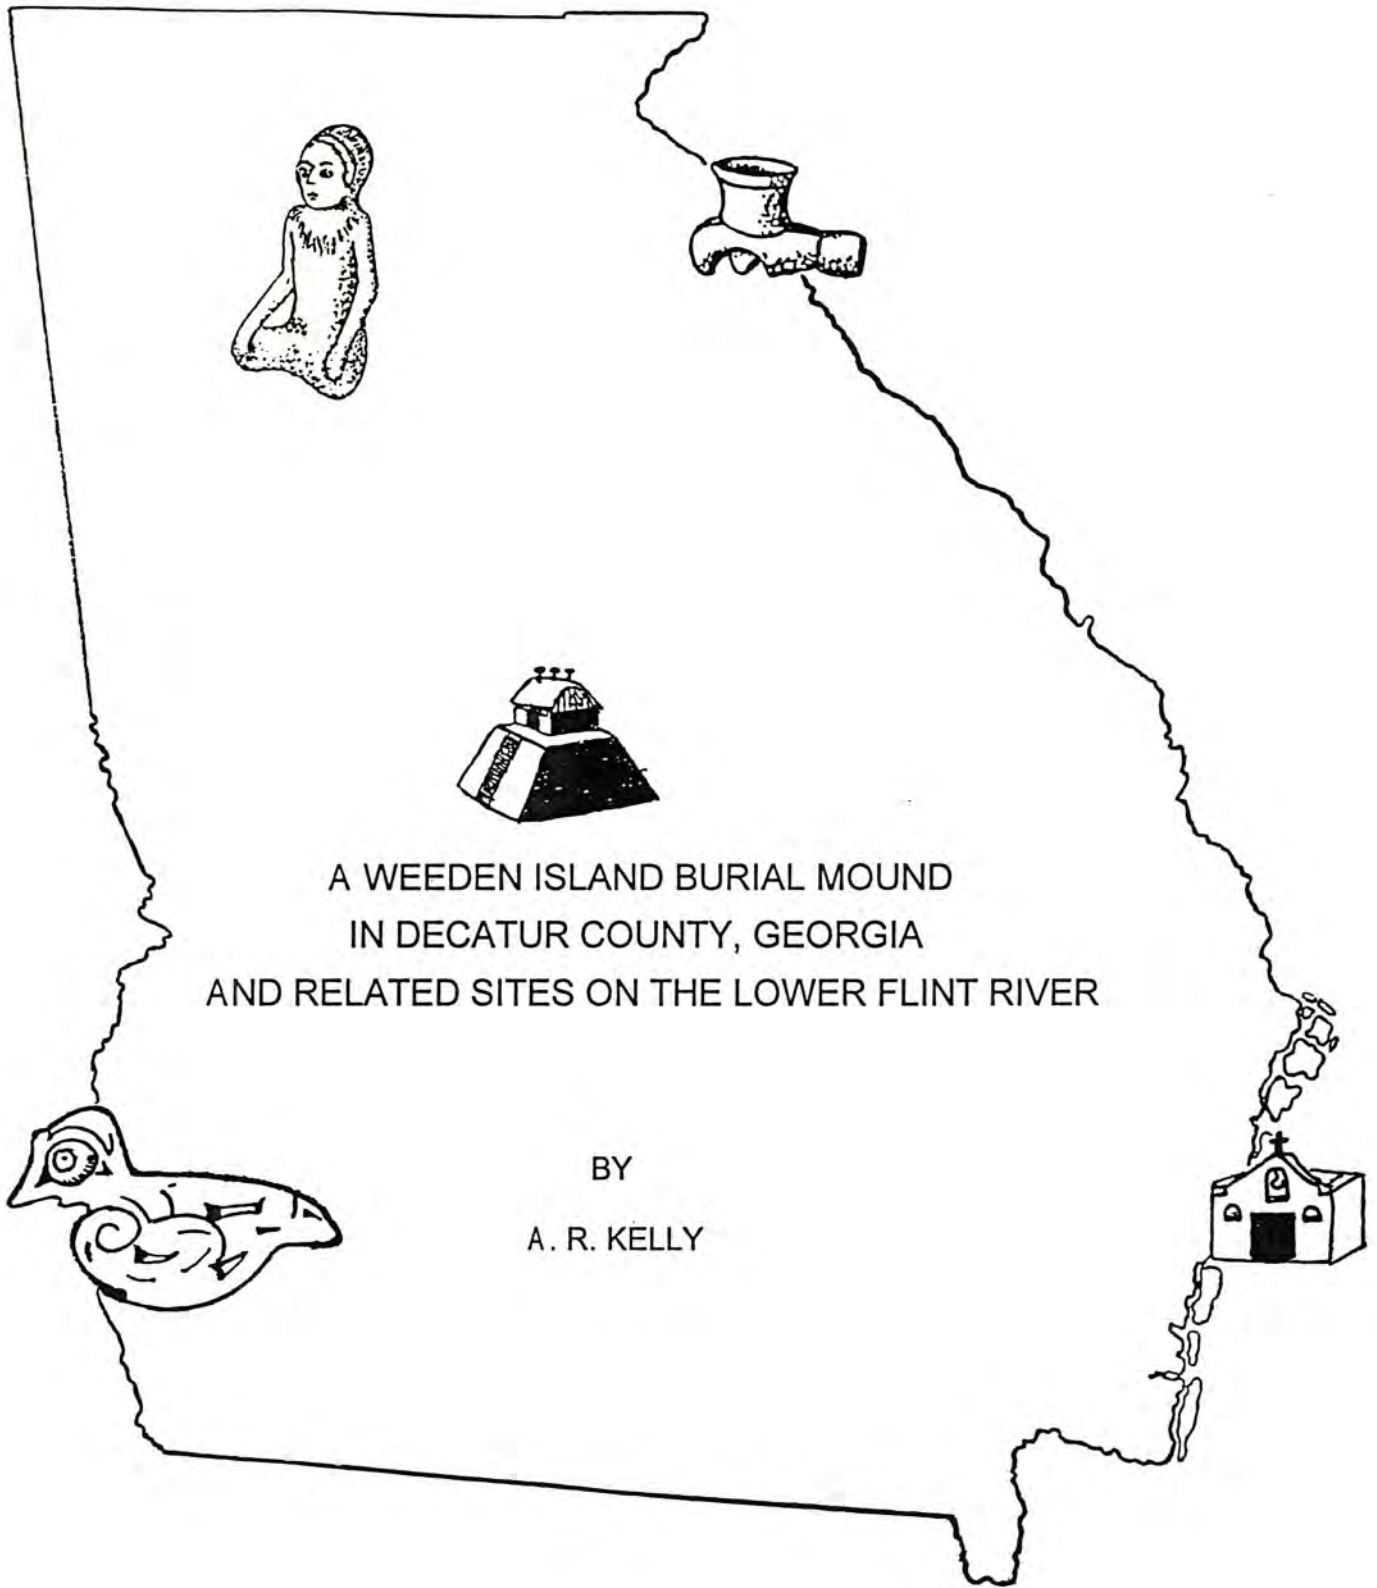 A WEEDEN ISLAND BURIAL MOUND
IN DECATUR COUNTY, GEORGIA
AND RELATED SITES ON THE LOWER FLINT RIVER
BY
A. R. KELLY